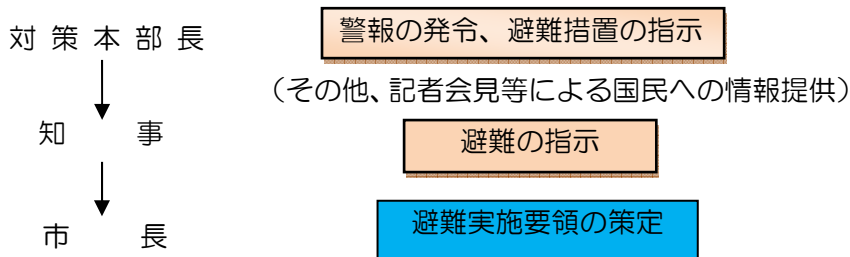 対策本部長
警報の発令、避難措置の指示
（その他、記者会見等による国民への情報提供）
知事
避難の指示
市長
避難実施要領の策定